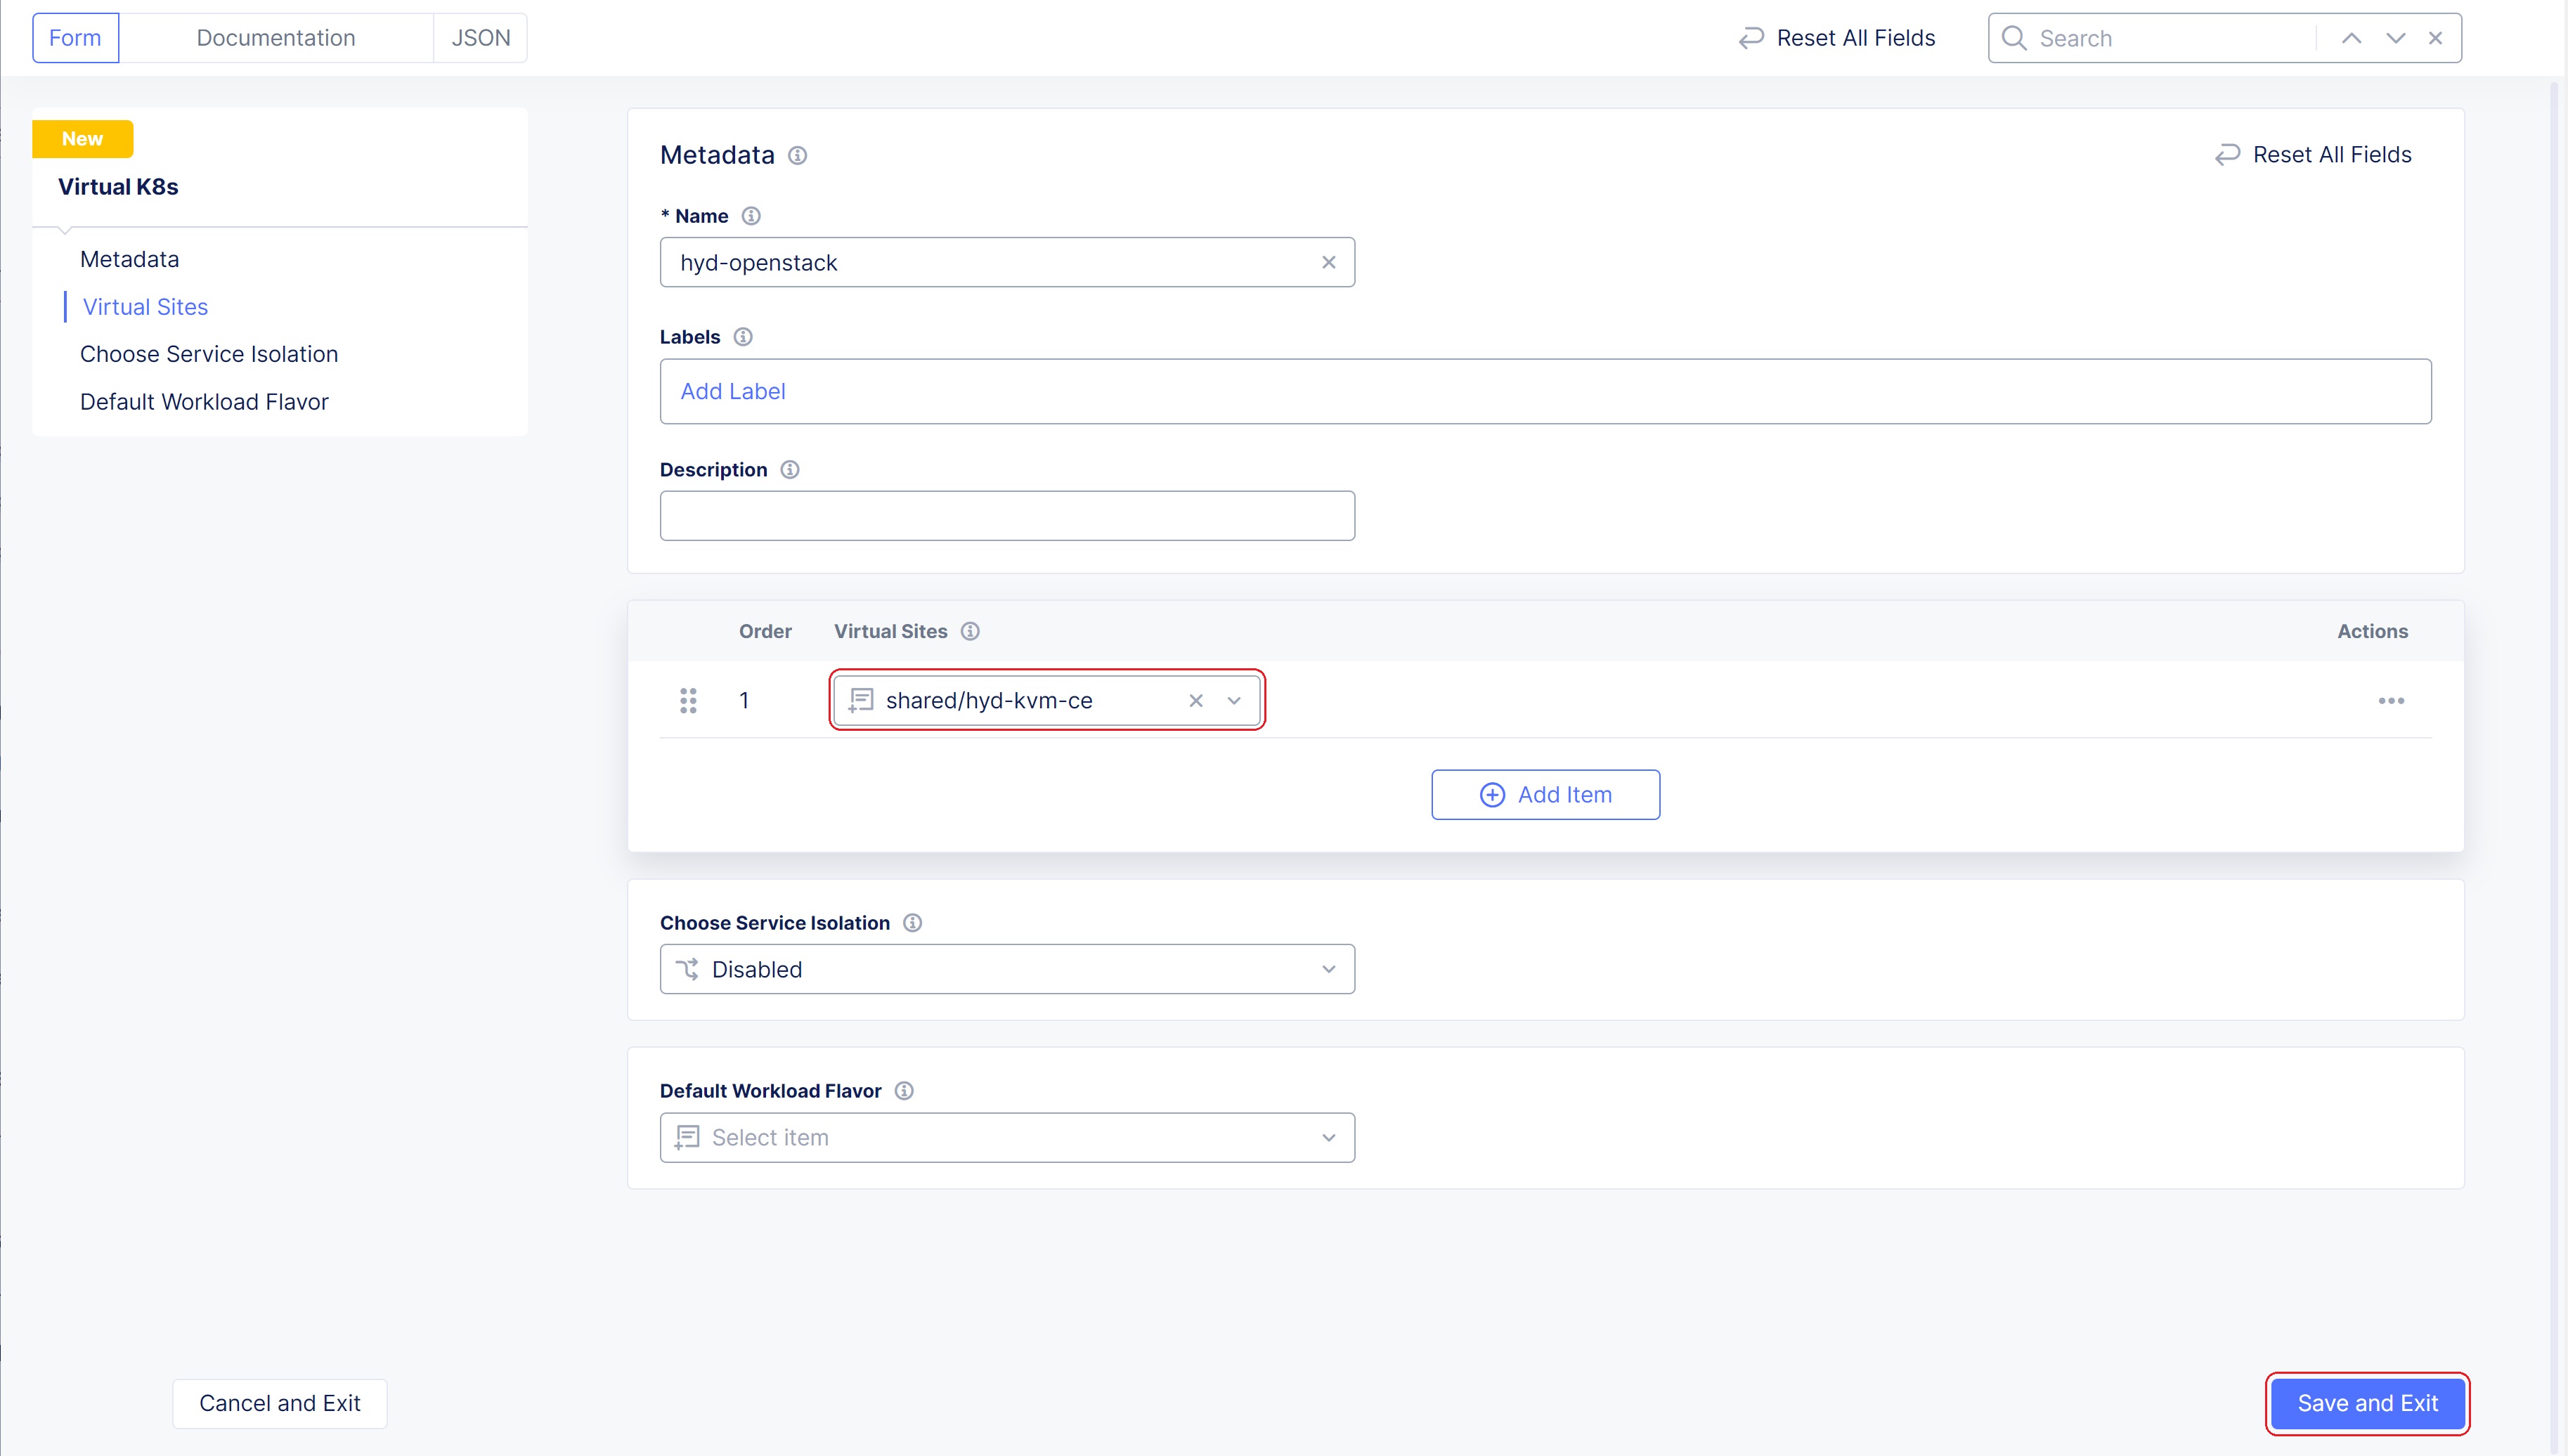 Form Documentation JSON Reset All Fields Search
New
Virtual K8s
Metadata
Virtual Sites
Choose Service Isolation
Default Workload Flavor
Metadata Reset All Fields
* Name
hyd-openstack
Labels
Add Label
Description
Order Virtual Sites Actions
1 shared/hyd-kvm-ce
Add Item
Choose Service Isolation
Disabled
Default Workload Flavor
Select item
Cancel and Exit Save and Exit